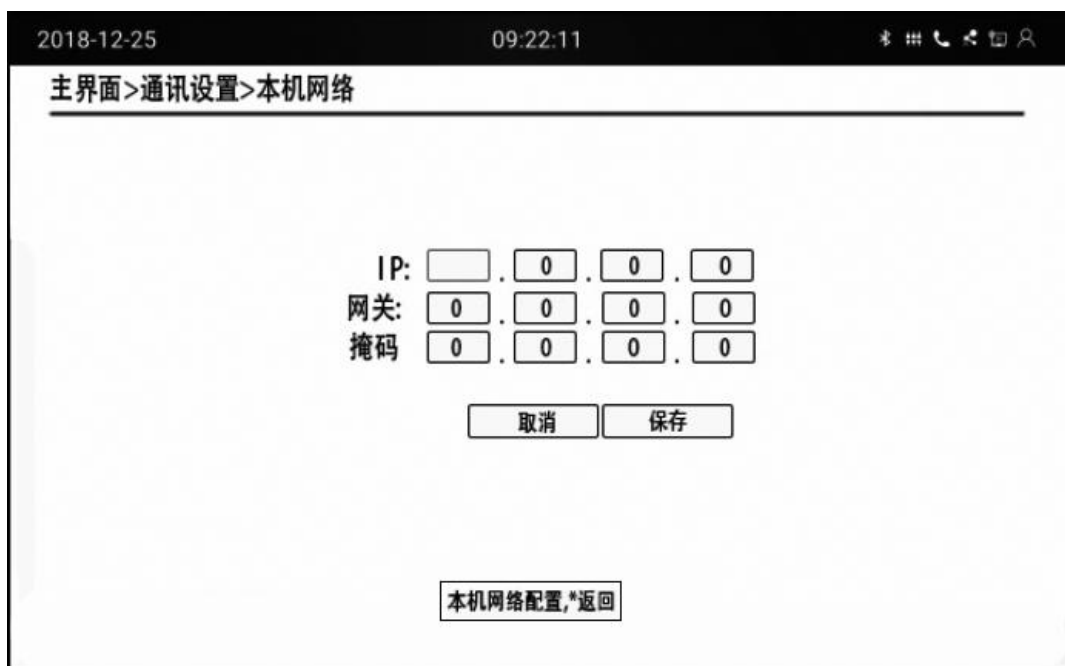 2018-12-25 09:22:11
主界面>通讯设置>本机网络
IP: . 0 . 0 . 0
网关: 0 . 0 . 0 . 0
掩码 0 . 0 . 0 . 0
取消 保存
本机网络配置,*返回